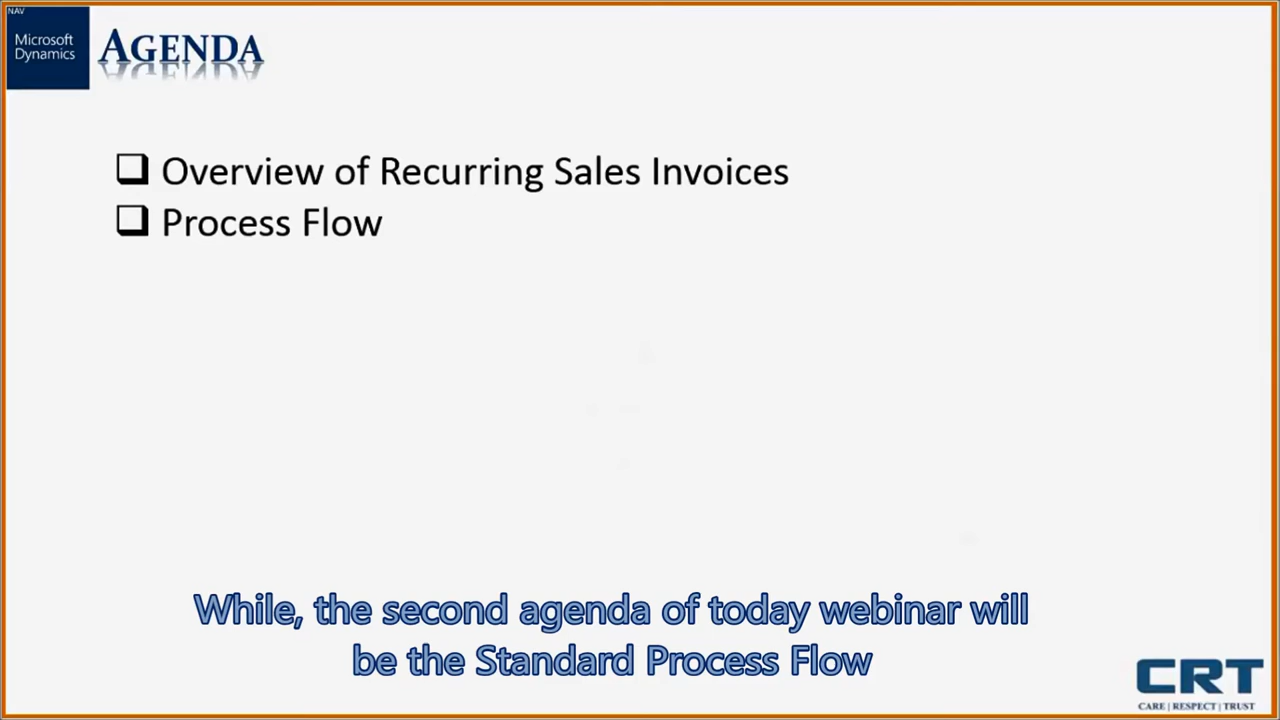 NAV
Microsoft
Dynamics
AGENDA
Overview of Recurring Sales Invoices
Process Flow
While, the second agenda of today webinar will
be the Standard Process Flow
CRT
CARE | RESPECT | TRUST